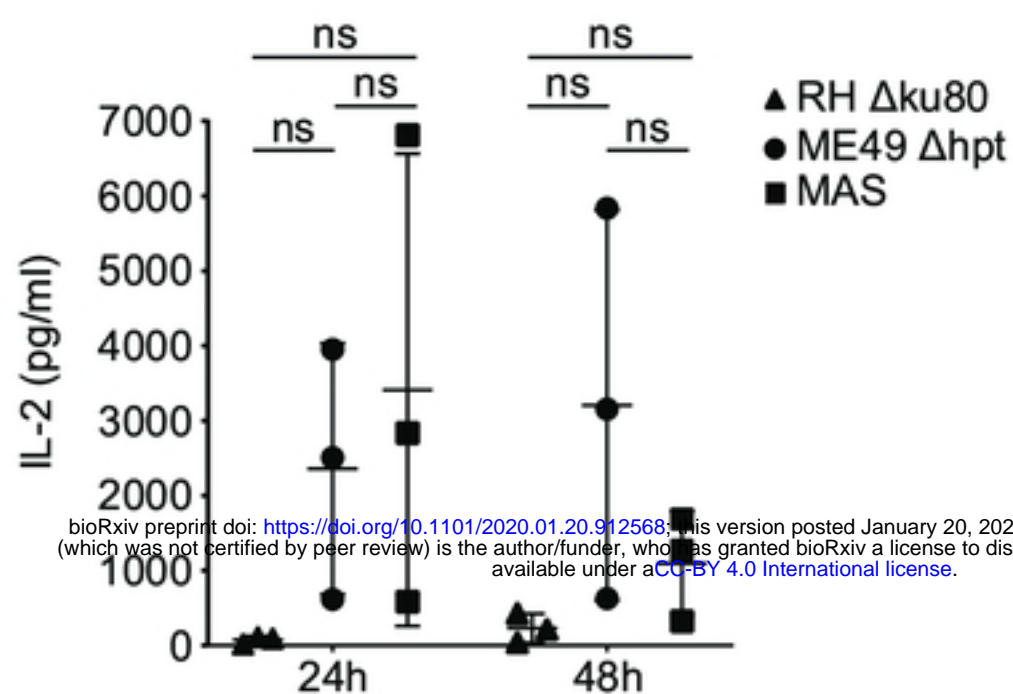 ns
ns
ns
ns
ns
ns
RH Δku80
ME49 Δhpt
MAS
IL-2 (pg/ml)
7000
6000
5000
4000
3000
2000
1000
0
24h
48h
bioRxiv preprint doi: https://doi.org/10.1101/2020.01.20.912568; this version posted January 20, 202
(which was not certified by peer review) is the author/funder, who has granted bioRxiv a license to dis
available under aCC-BY 4.0 International license.